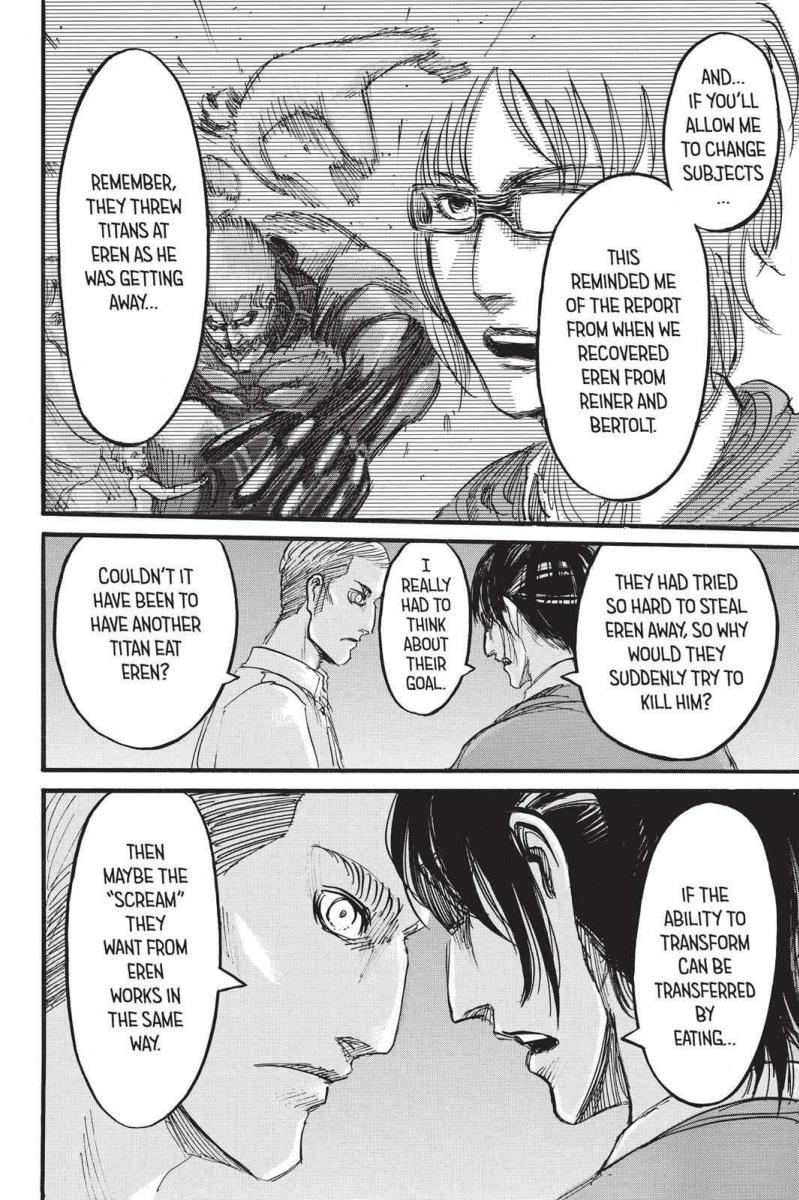 AND...
IF YOU'LL
ALLOW ME
TO CHANGE
SUBJECTS
...
THIS
REMINDED ME
OF THE REPORT
FROM WHEN WE
RECOVERED
EREN FROM
REINER AND
BERTOLT.
REMEMBER,
THEY THREW
TITANS AT
EREN AS HE
WAS GETTING
AWAY...
THEY HAD TRIED
SO HARD TO STEAL
EREN AWAY, SO WHY
WOULD THEY
SUDDENLY TRY TO
KILL HIM?
I
REALLY
HAD TO
THINK
ABOUT
THEIR
GOAL.
COULDN'T IT
HAVE BEEN TO
HAVE ANOTHER
TITAN EAT
EREN?
IF THE
ABILITY TO
TRANSFORM
CAN BE
TRANSFERRED
BY
EATING...
THEN
MAYBE THE
"SCREAM"
THEY
WANT FROM
EREN
WORKS IN
THE SAME
WAY.